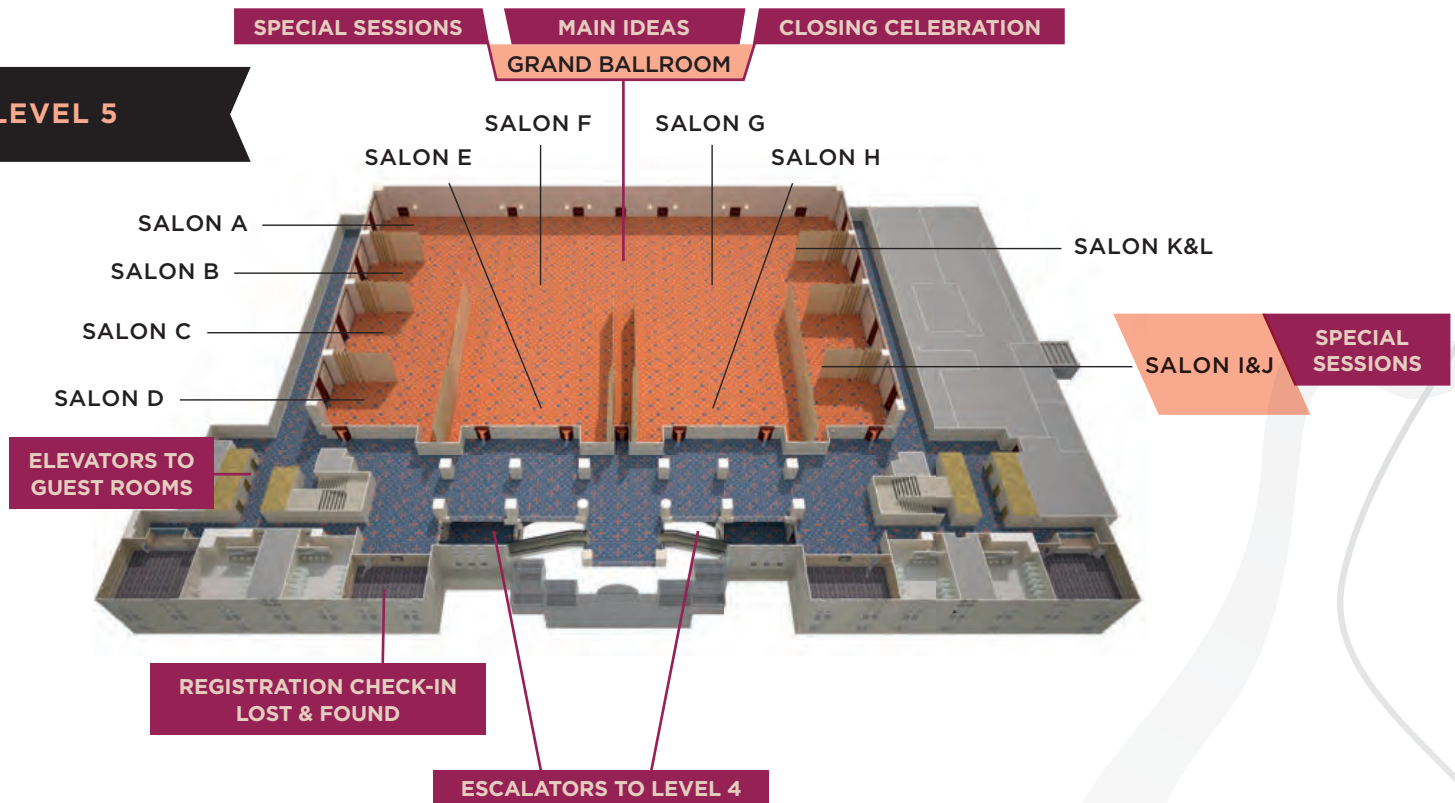 SPECIAL SESSIONS
MAIN IDEAS
CLOSING CELEBRATION
GRAND BALLROOM
LEVEL 5
SALON F
SALON G
SALON E
SALON H
SALON A
SALON K&L
SALON B
SALON C
SALON I&J
SPECIAL
SESSIONS
SALON D
ELEVATORS TO
GUEST ROOMS
REGISTRATION CHECK-IN
LOST & FOUND
ESCALATORS TO LEVEL 4